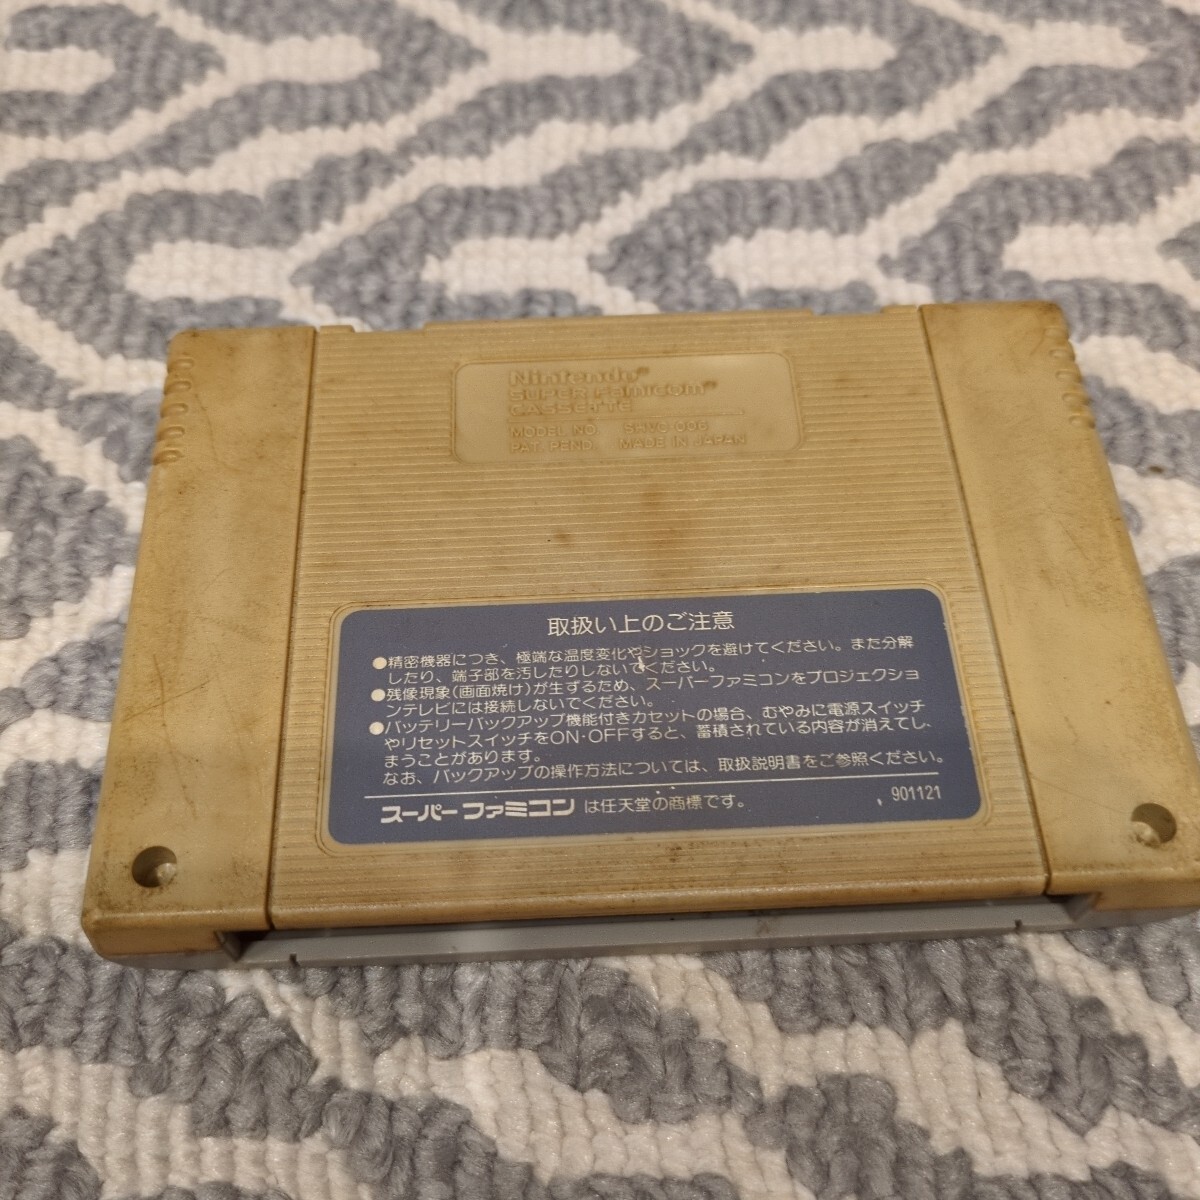 Nintendo®
SUPER FAMICOM®
CASSETTE
MODEL NO. SHVC-006
PAT. PEND. MADE IN JAPAN
取扱い上のご注意
●精密機器につき、極端な温度変化やショックを避けてください。また分解
したり、端子部を汚したりしないでください。
●残像現象(画面焼け)が生ずるため、スーパーファミコンをプロジェクショ
ンテレビには接続しないでください。
●バッテリーバックアップ機能付きカセットの場合、むやみに電源スイッチ
やリセットスイッチをON・OFFすると、蓄積されている内容が消えてし
まうことがあります。
なお、バックアップの操作方法については、取扱説明書をご参照ください。
スーパーファミコン は任天堂の商標です。
901121